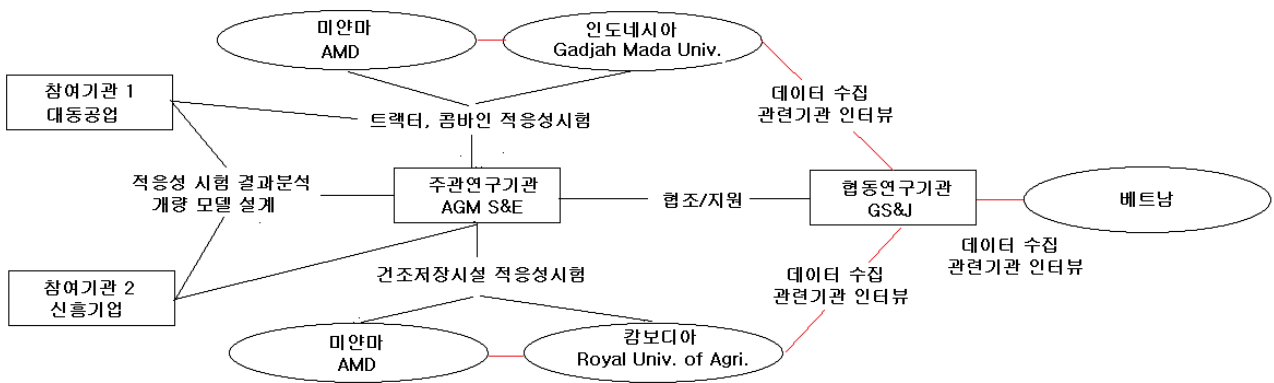 미얀마
AMD
인도네시아
Gadjah Mada Univ.
참여기관 1
대동공업
데이터 수집
관련기관 인터뷰
트랙터, 콤바인 적응성시험
적응성 시험 결과분석
개량 모델 설계
주관연구기관
AGM S&E
협조/지원
협동연구기관
GS&J
베트남
데이터 수집
관련기관 인터뷰
건조저장시설 적응성시험
데이터 수집
관련기관 인터뷰
참여기관 2
신흥기업
미얀마
AMD
캄보디아
Royal Univ. of Agri.